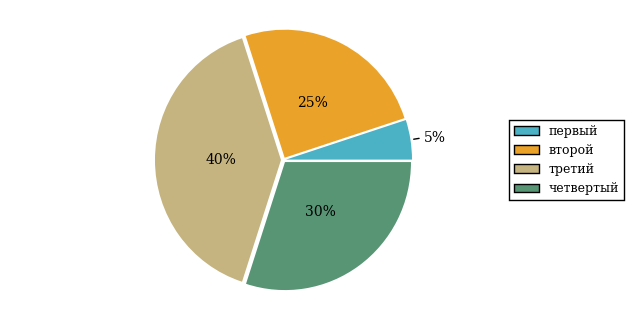 25%
5%
40%
30%
первый
второй
третий
четвертый